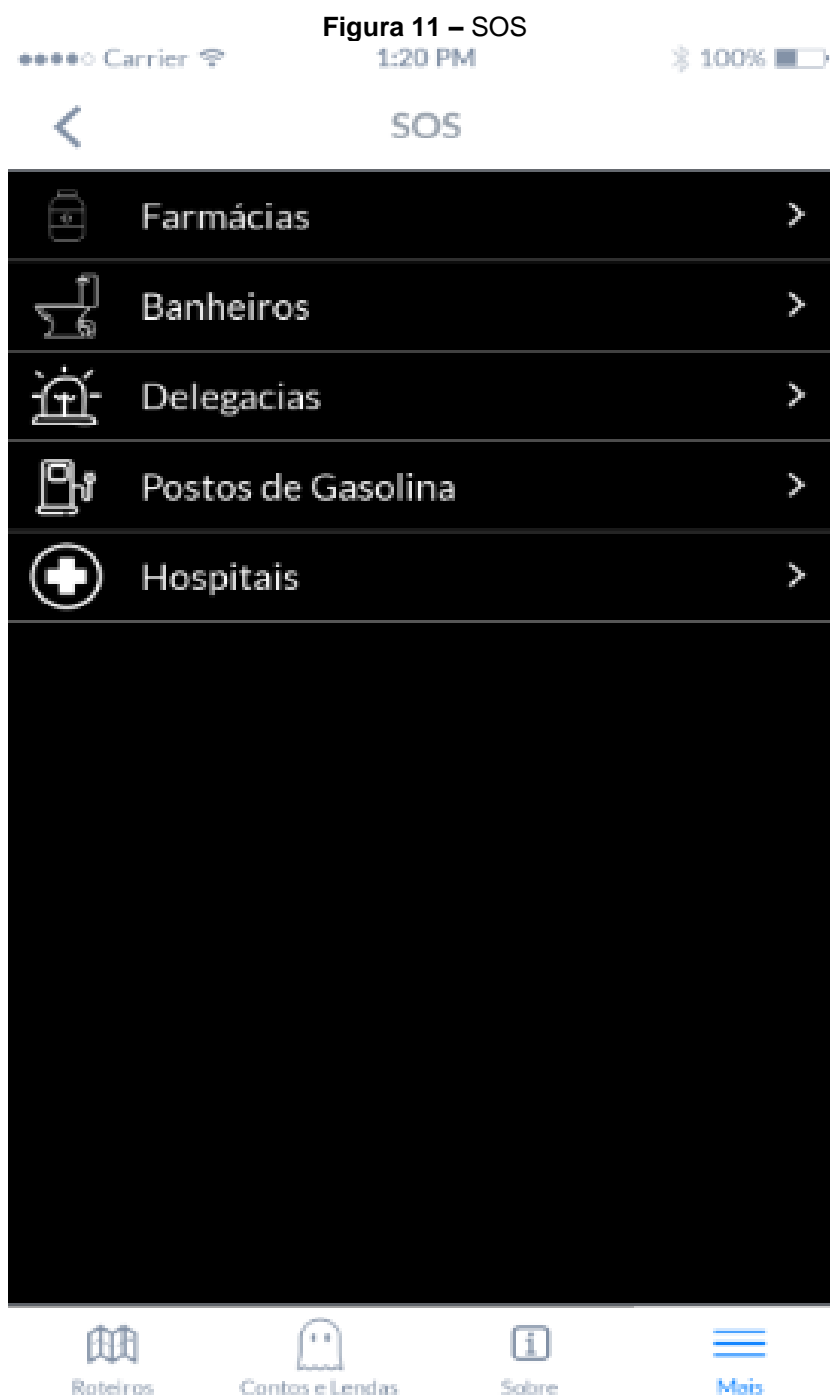 Figura 11 – SOS
Carrier 1:20 PM 100%
SOS
Farmácias
Banheiros
Delegacias
Postos de Gasolina
Hospitais
Roteiros Contos e Lendas Sobre Mais